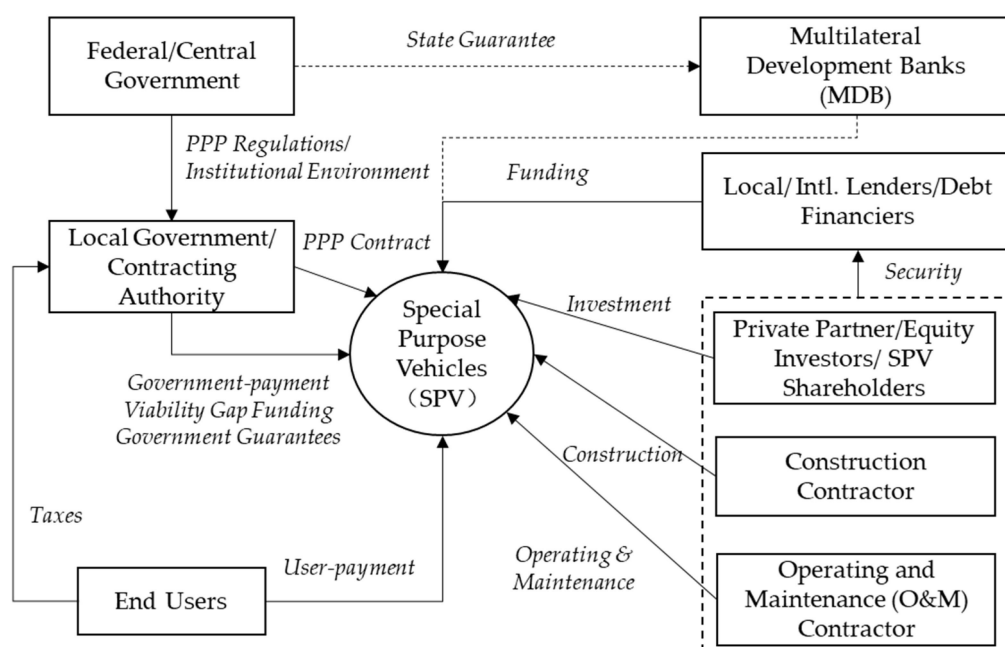 Federal/Central
Government
State Guarantee
Multilateral
Development Banks
(MDB)
PPP Regulations/
Institutional Environment
Funding
Local/ Intl. Lenders/Debt
Financiers
Local Government/
Contracting
Authority
PPP Contract
Security
Special
Purpose
Vehicles
（SPV）
Investment
Private Partner/Equity
Investors/ SPV
Shareholders
Government-payment
Viability Gap Funding
Government Guarantees
Construction
Construction
Contractor
Taxes
User-payment
Operating &
Maintenance
End Users
Operating and
Maintenance (O&M)
Contractor